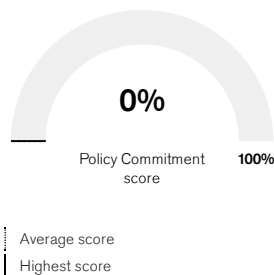 0%
Policy Commitment
score
100%
Average score
Highest score